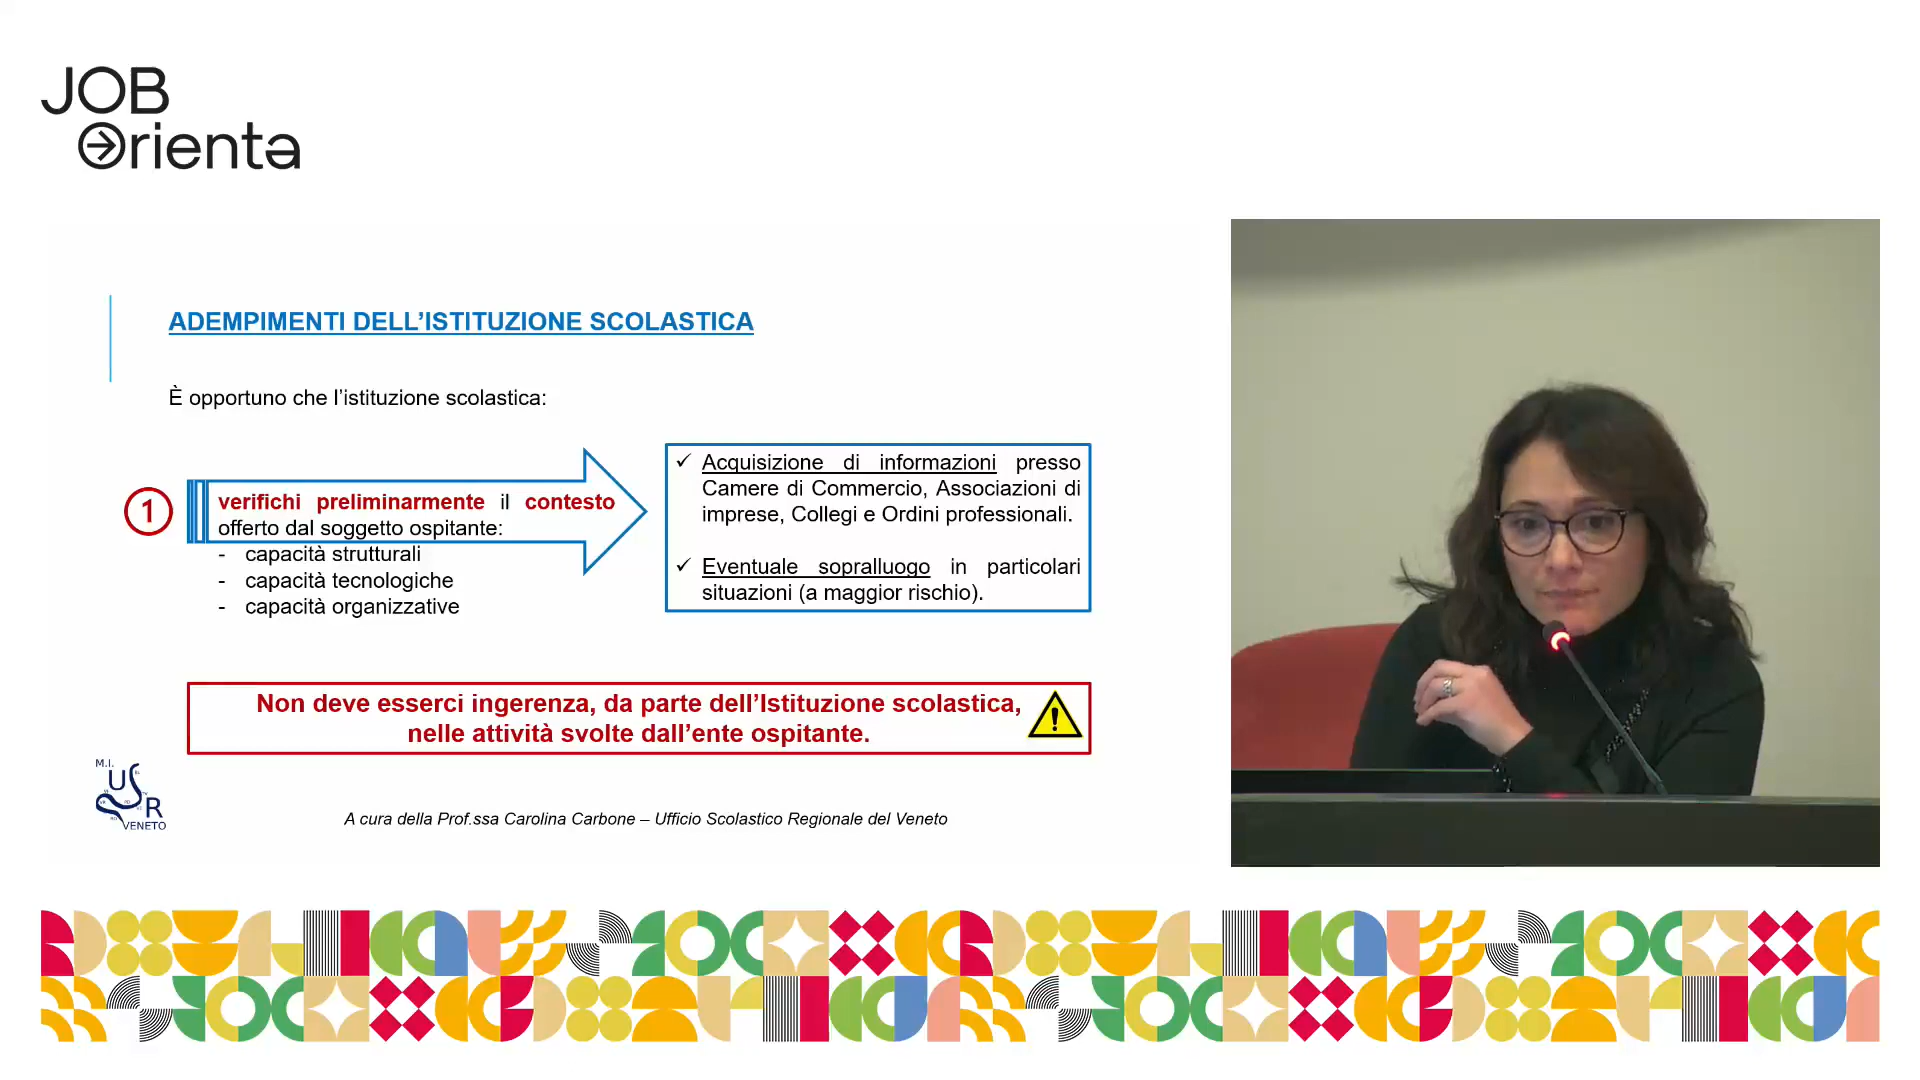 JOB
Orienta
ADEMPIMENTI DELL’ISTITUZIONE SCOLASTICA
È opportuno che l’istituzione scolastica:
1
verifichi preliminarmente il contesto
offerto dal soggetto ospitante:
- capacità strutturali
- capacità tecnologiche
- capacità organizzative
✓ Acquisizione di informazioni presso
Camere di Commercio, Associazioni di
imprese, Collegi e Ordini professionali.
✓ Eventuale sopralluogo in particolari
situazioni (a maggior rischio).
Non deve esserci ingerenza, da parte dell’Istituzione scolastica,
nelle attività svolte dall’ente ospitante.
M.I.
USR
VENETO
A cura della Prof.ssa Carolina Carbone – Ufficio Scolastico Regionale del Veneto